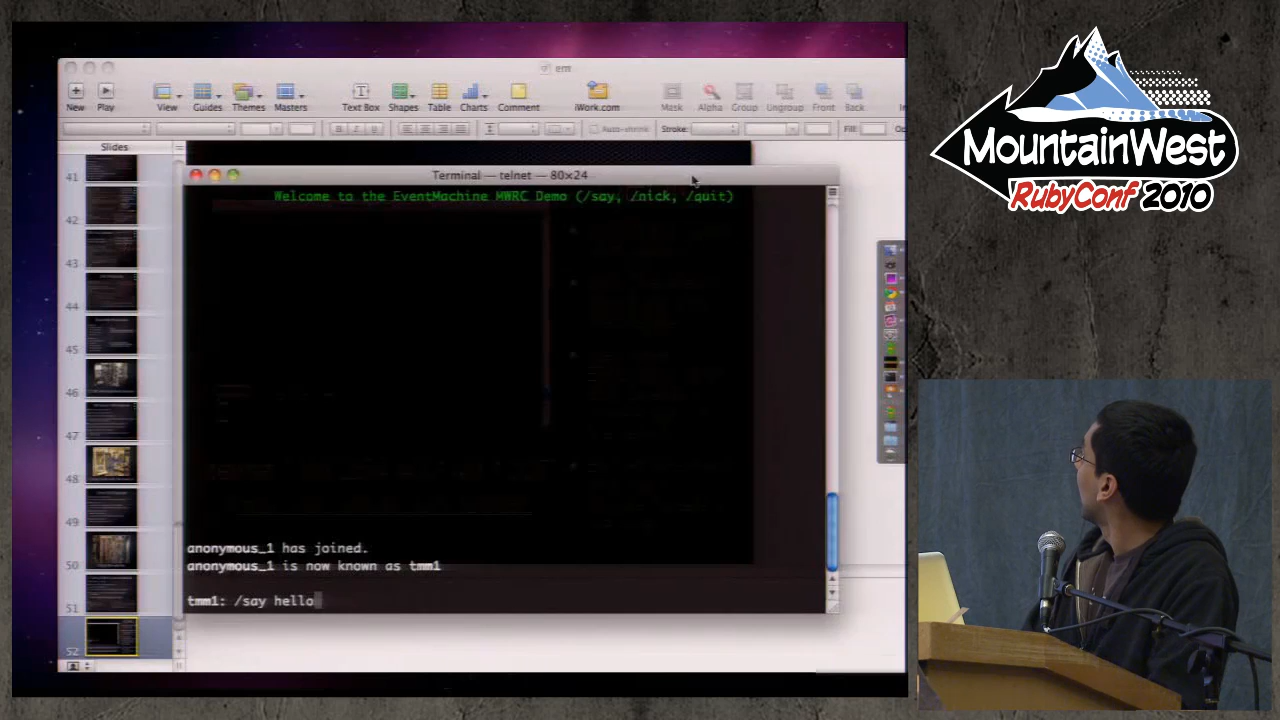 em
New
Play
View
Guides
Themes
Masters
Text Box
Shapes
Table
Charts
Comment
iWork.com
Mask
Alpha
Group
Ungroup
Front
Back
B I U
Auto-shrink
Stroke:
Fill:
Slides
Terminal — telnet — 80×24
Welcome to the EventMachine MWRC Demo (/say, /nick, /quit)
41
42
43
44
45
46
47
48
49
50
51
52
anonymous_1 has joined.
anonymous_1 is now known as tmm1
tmm1: /say hello
MountainWest
RubyConf 2010